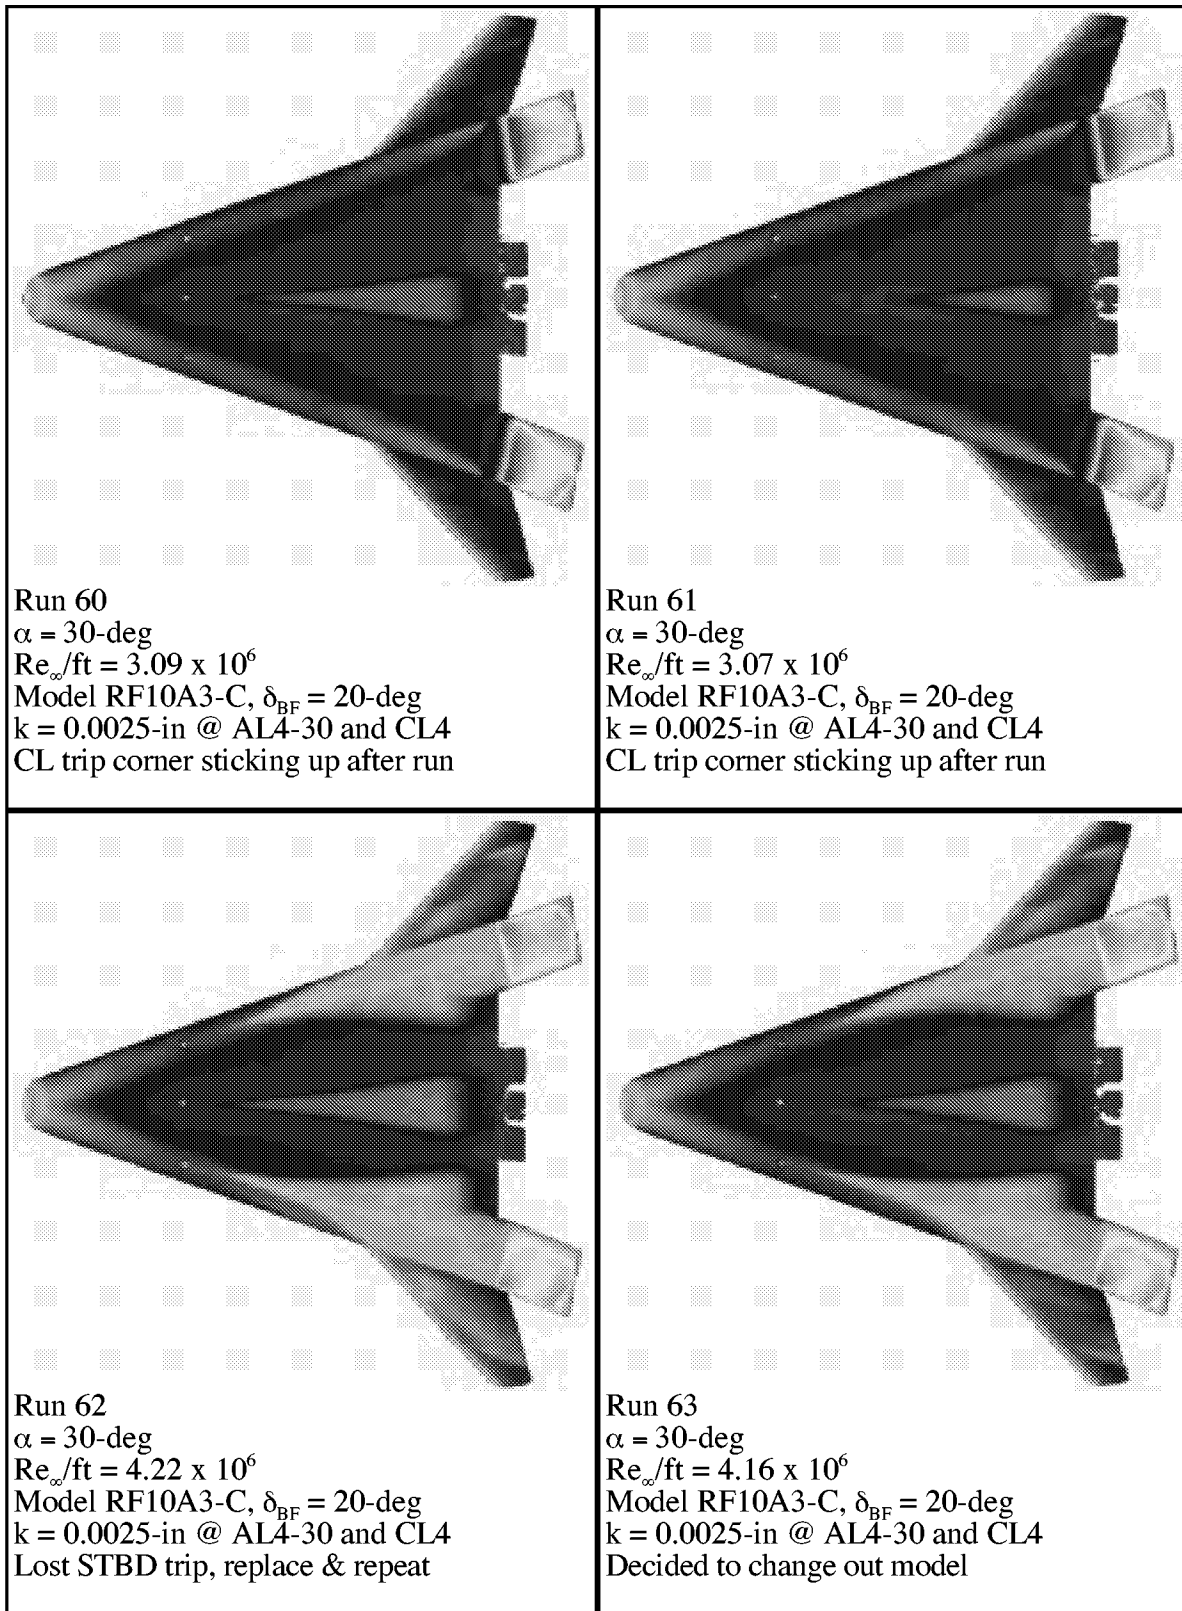 Run 60
α = 30-deg
Re∞/ft = 3.09 x 10⁶
Model RF10A3-C, δBF = 20-deg
k = 0.0025-in @ AL4-30 and CL4
CL trip corner sticking up after run
Run 61
α = 30-deg
Re∞/ft = 3.07 x 10⁶
Model RF10A3-C, δBF = 20-deg
k = 0.0025-in @ AL4-30 and CL4
CL trip corner sticking up after run
Run 62
α = 30-deg
Re∞/ft = 4.22 x 10⁶
Model RF10A3-C, δBF = 20-deg
k = 0.0025-in @ AL4-30 and CL4
Lost STBD trip, replace & repeat
Run 63
α = 30-deg
Re∞/ft = 4.16 x 10⁶
Model RF10A3-C, δBF = 20-deg
k = 0.0025-in @ AL4-30 and CL4
Decided to change out model